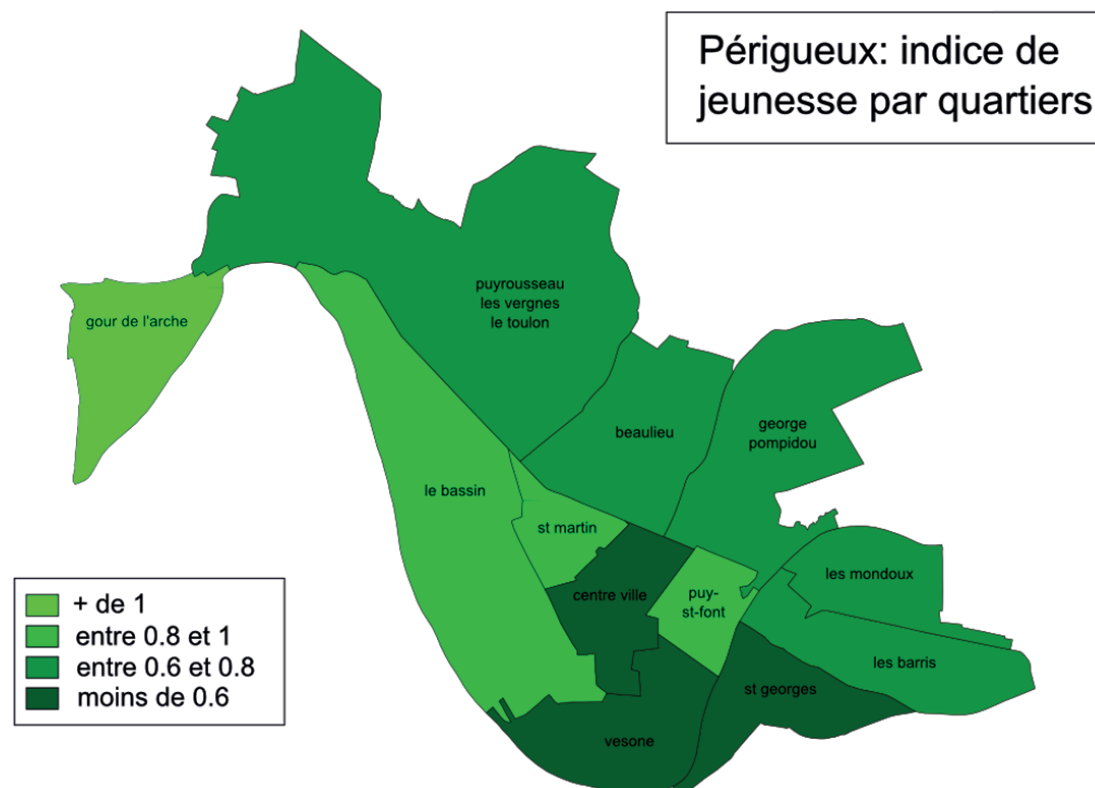 Périgueux: indice de
jeunesse par quartiers
puyrousseau
les vergnes
le toulon
gour de l'arche
beaulieu
george
pompidou
le bassin
st martin
les mondoux
centre ville
puy-
st-font
les barris
st georges
vesone
+ de 1
entre 0.8 et 1
entre 0.6 et 0.8
moins de 0.6